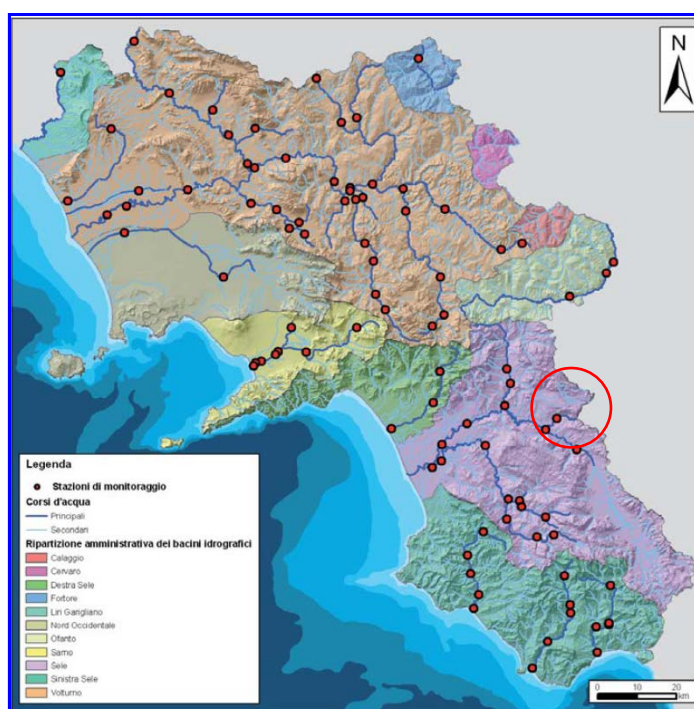 N
Legenda
Stazioni di monitoraggio
Corsi d'acqua
Principali
Secondari
Ripartizione amministrativa dei bacini idrografici
Calaggio
Cervaro
Destra Sele
Fortore
Liri Garigliano
Nord Occidentale
Ofanto
Sarno
Sele
Sinistra Sele
Volturno
0 10 20
km